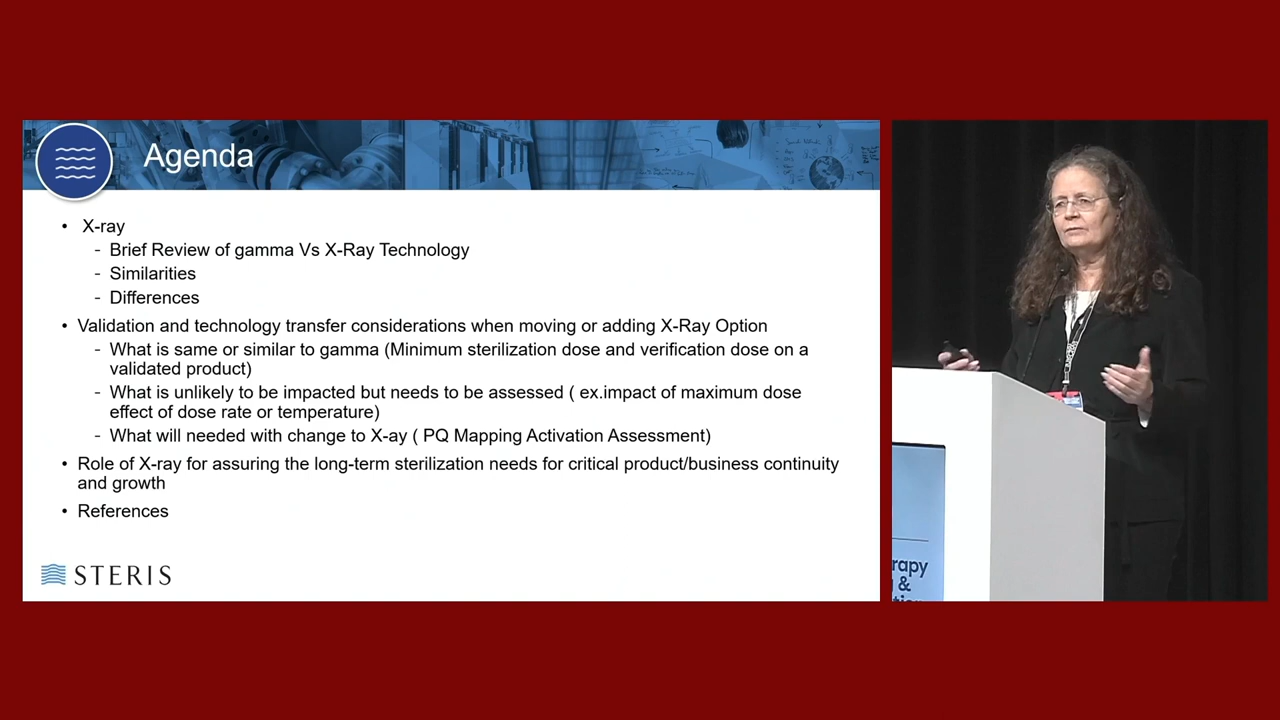 Agenda
• X-ray
- Brief Review of gamma Vs X-Ray Technology
- Similarities
- Differences
• Validation and technology transfer considerations when moving or adding X-Ray Option
- What is same or similar to gamma (Minimum sterilization dose and verification dose on a
validated product)
- What is unlikely to be impacted but needs to be assessed ( ex.impact of maximum dose
effect of dose rate or temperature)
- What will needed with change to X-ay ( PQ Mapping Activation Assessment)
• Role of X-ray for assuring the long-term sterilization needs for critical product/business continuity
and growth
• References
STERIS
rapy
&